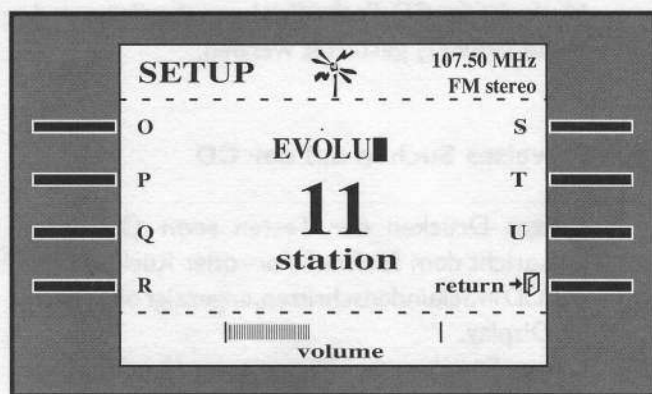 SETUP
107.50 MHz
FM stereo
O
S
EVOLU
P
T
11
Q
U
station
R
return
volume